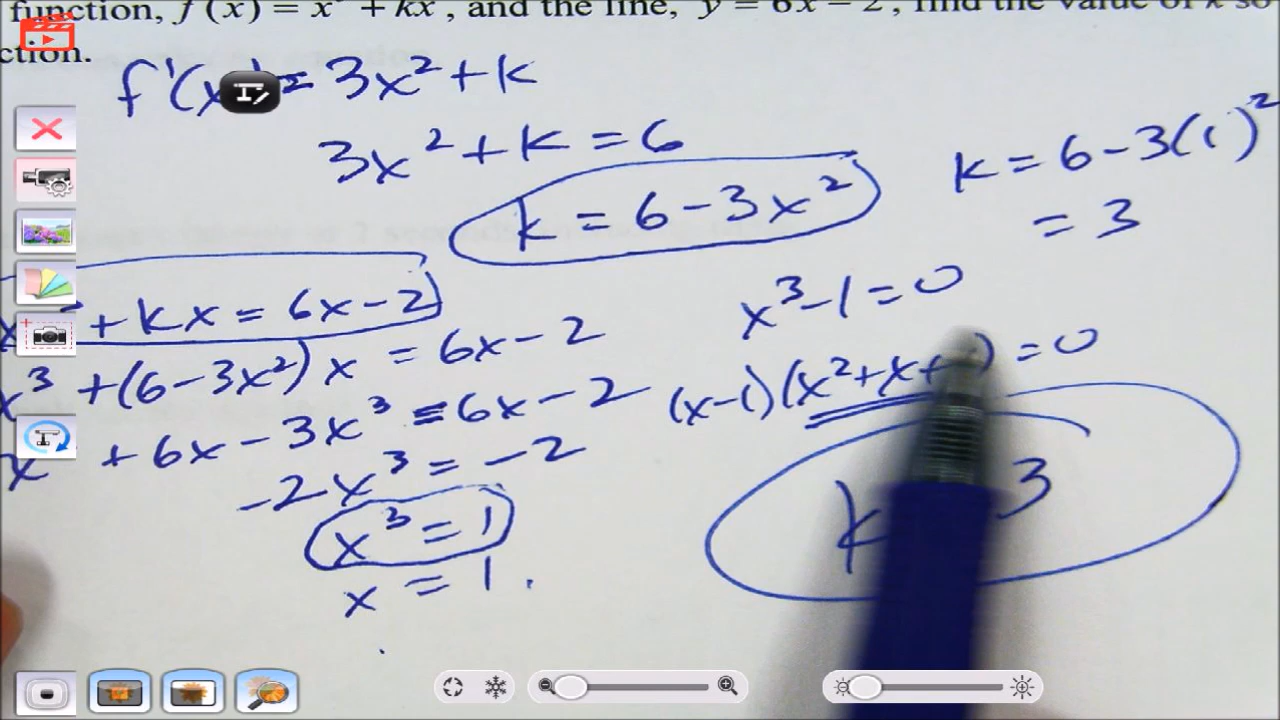 function, f(x) = x³ + kx, and the line, y = 6x − 2, find the value of k so
ction.
f'(x) = 3x² + k
3x² + k = 6
k = 6 − 3x²
k = 6 − 3(1)²
= 3
+ kx = 6x − 2
x³ + (6 − 3x²)x = 6x − 2
+ 6x − 3x³ = 6x − 2
−2x³ = −2
x³ = 1
x = 1.
x³ − 1 = 0
(x − 1)(x² + x + ) = 0
k 3